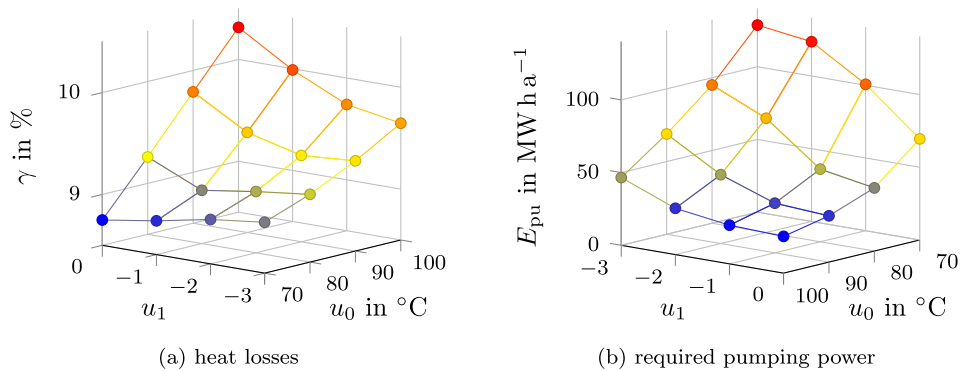 γ in %
10
9
0
−1
−2
−3
u₁
70
80
90
100
u₀ in °C
(a) heat losses
E_pu in MW h a⁻¹
100
50
0
−3
−2
−1
0
u₁
100
90
80
70
u₀ in °C
(b) required pumping power